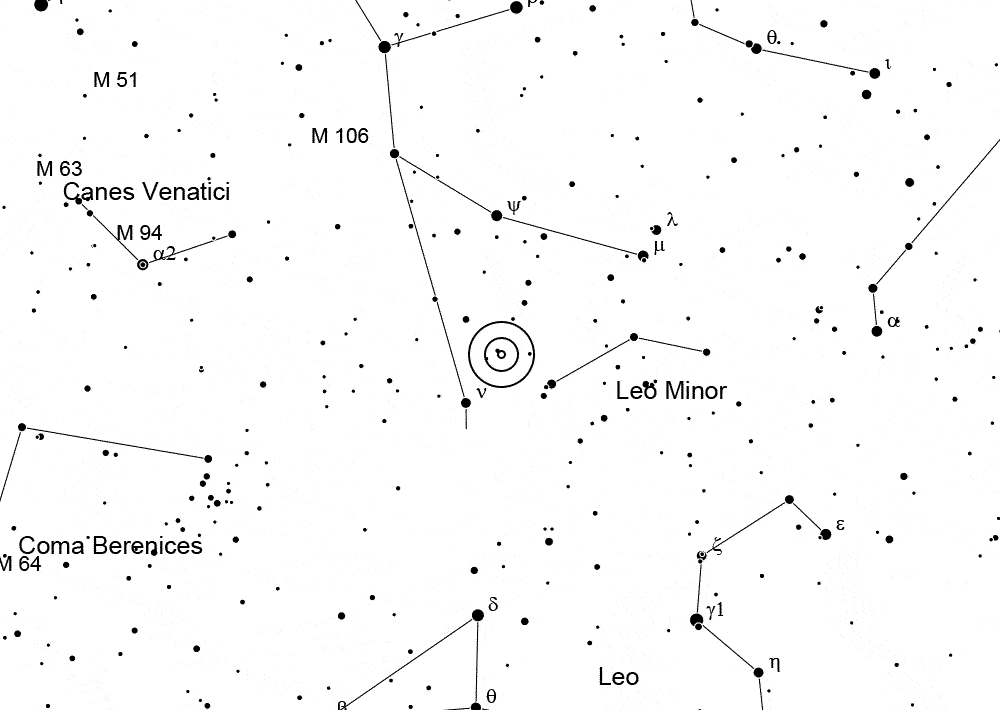 γ
θ
ι
M 51
M 106
M 63
Canes Venatici
ψ
λ
M 94
α2
μ
α
ν
Leo Minor
ε
Coma Berenices
ζ
M 64
δ
γ1
η
Leo
θ
β